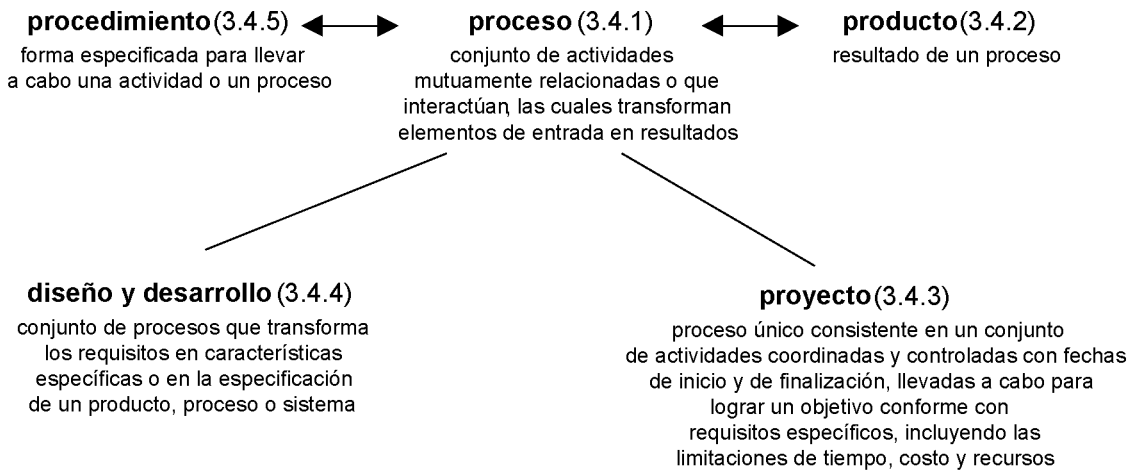 procedimiento (3.4.5)
forma especificada para llevar
a cabo una actividad o un proceso
proceso (3.4.1)
conjunto de actividades
mutuamente relacionadas o que
interactúan, las cuales transforman
elementos de entrada en resultados
producto (3.4.2)
resultado de un proceso
diseño y desarrollo (3.4.4)
conjunto de procesos que transforma
los requisitos en características
específicas o en la especificación
de un producto, proceso o sistema
proyecto (3.4.3)
proceso único consistente en un conjunto
de actividades coordinadas y controladas con fechas
de inicio y de finalización, llevadas a cabo para
lograr un objetivo conforme con
requisitos específicos, incluyendo las
limitaciones de tiempo, costo y recursos